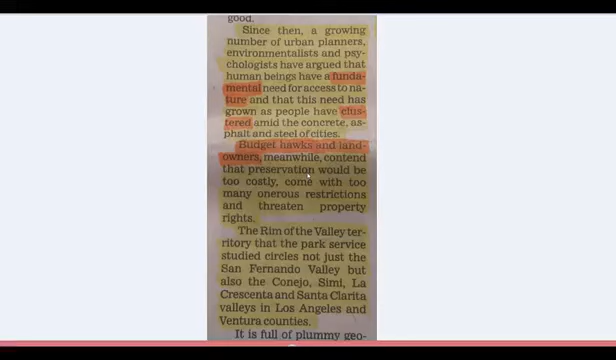 good.
Since then, a growing
number of urban planners,
environmentalists and psy-
chologists have argued that
human beings have a funda-
mental need for access to na-
ture and that this need has
grown as people have clus-
tered amid the concrete, as-
phalt and steel of cities.
Budget hawks and land-
owners, meanwhile, contend
that preservation would be
too costly, come with too
many onerous restrictions
and threaten property
rights.
The Rim of the Valley ter-
ritory that the park service
studied circles not just the
San Fernando Valley but
also the Conejo, Simi, La
Crescenta and Santa Clarita
valleys in Los Angeles and
Ventura counties.
It is full of plummy geo-